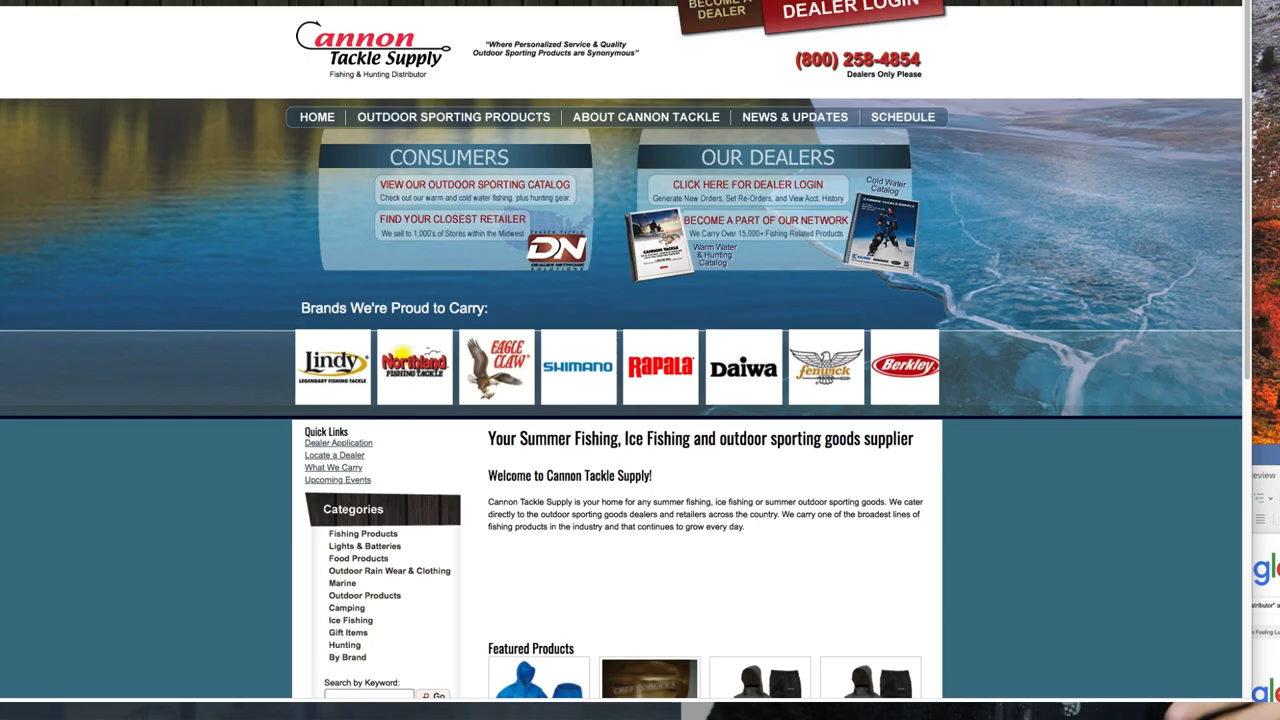 BECOME A
DEALER
DEALER LOGIN
Cannon
Tackle Supply
Fishing & Hunting Distributor
"Where Personalized Service & Quality
Outdoor Sporting Products are Synonymous"
(800) 258-4854
Dealers Only Please
HOME
OUTDOOR SPORTING PRODUCTS
ABOUT CANNON TACKLE
NEWS & UPDATES
SCHEDULE
CONSUMERS
VIEW OUR OUTDOOR SPORTING CATALOG
Check out our warm and cold water fishing, plus hunting gear.
FIND YOUR CLOSEST RETAILER
We sell to 1,000's of Stores within the Midwest
CANNON TACKLE
DN
DEALER NETWORK
SOLUTIONS
OUR DEALERS
CLICK HERE FOR DEALER LOGIN
Generate New Orders, Set Re-Orders, and View Acct. History
BECOME A PART OF OUR NETWORK
We Carry Over 15,000+ Fishing Related Products
Cold Water
Catalog
CANNON TACKLE
Warm Water
& Hunting
Catalog
Brands We're Proud to Carry:
Lindy
LEGENDARY FISHING TACKLE
Northland
FISHING TACKLE
EAGLE
CLAW
SHIMANO
RAPALA
Daiwa
fenwick
Berkley
Quick Links
Dealer Application
Locate a Dealer
What We Carry
Upcoming Events
Categories
Fishing Products
Lights & Batteries
Food Products
Outdoor Rain Wear & Clothing
Marine
Outdoor Products
Camping
Ice Fishing
Gift Items
Hunting
By Brand
Search by Keyword:
Go
Your Summer Fishing, Ice Fishing and outdoor sporting goods supplier
Welcome to Cannon Tackle Supply!
Cannon Tackle Supply is your home for any summer fishing, ice fishing or summer outdoor sporting goods. We cater
directly to the outdoor sporting goods dealers and retailers across the country. We carry one of the broadest lines of
fishing products in the industry and that continues to grow every day.
Featured Products